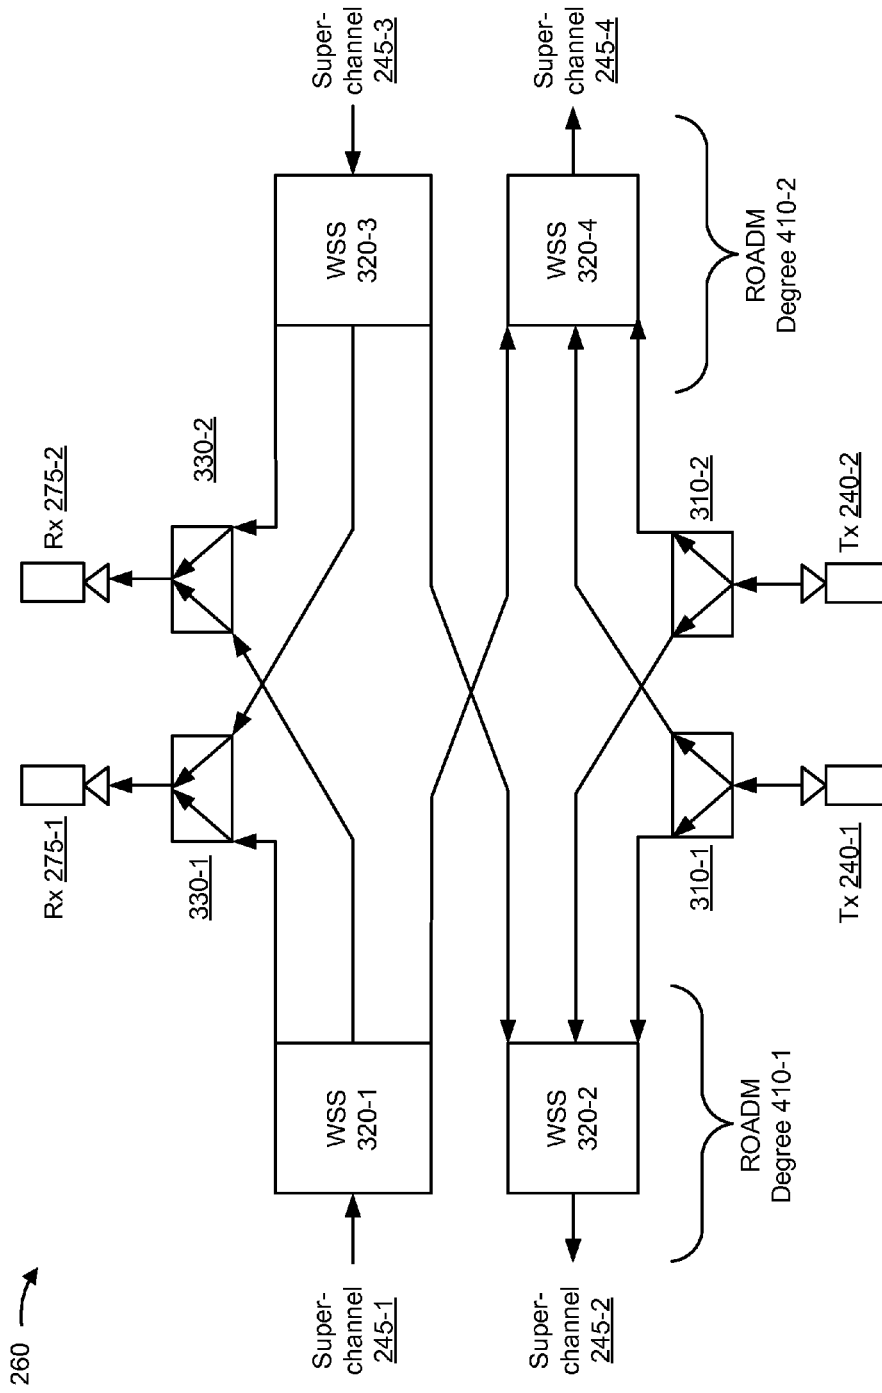 260
Rx 275-1
Rx 275-2
330-1
330-2
Super-
channel
245-1
WSS
320-1
WSS
320-3
Super-
channel
245-3
Super-
channel
245-2
WSS
320-2
WSS
320-4
Super-
channel
245-4
310-1
310-2
ROADM
Degree 410-1
ROADM
Degree 410-2
Tx 240-1
Tx 240-2